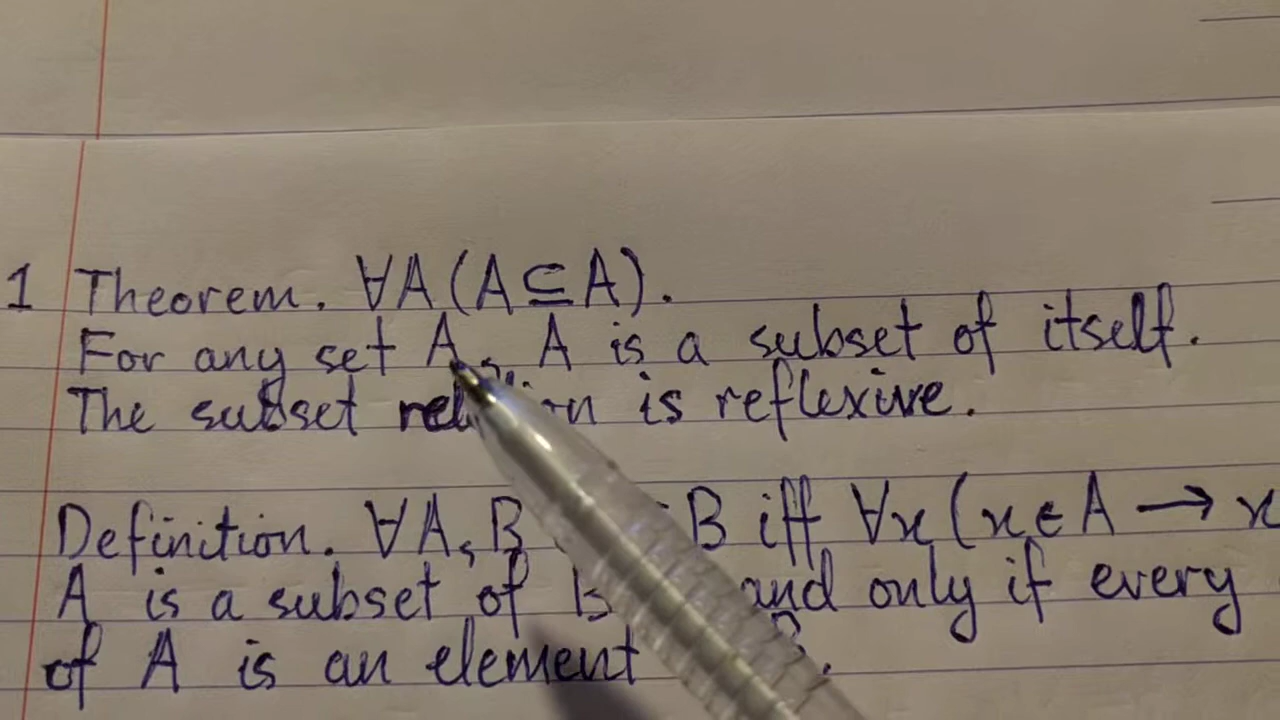 1 Theorem. ∀A(A⊆A).
For any set A, A is a subset of itself.
The subset is reflexive.
Definition. ∀A, B B iff ∀x (x∈A → x
A is a subset of and only if every
of A is an element B.